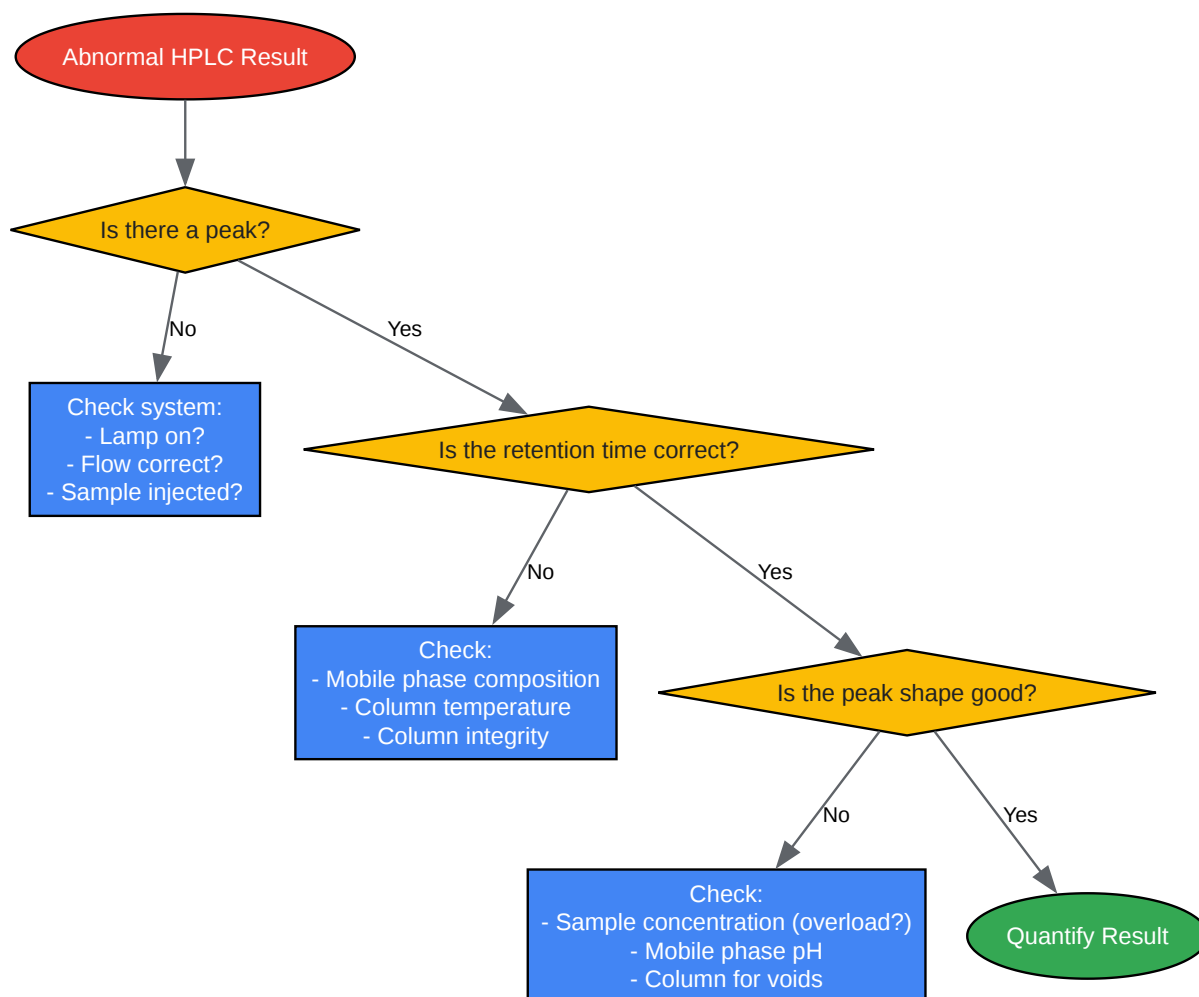 Abnormal HPLC Result
Is there a peak?
No
Yes
Check system:
- Lamp on?
- Flow correct?
- Sample injected?
Is the retention time correct?
No
Yes
Check:
- Mobile phase composition
- Column temperature
- Column integrity
Is the peak shape good?
No
Yes
Check:
- Sample concentration (overload?)
- Mobile phase pH
- Column for voids
Quantify Result